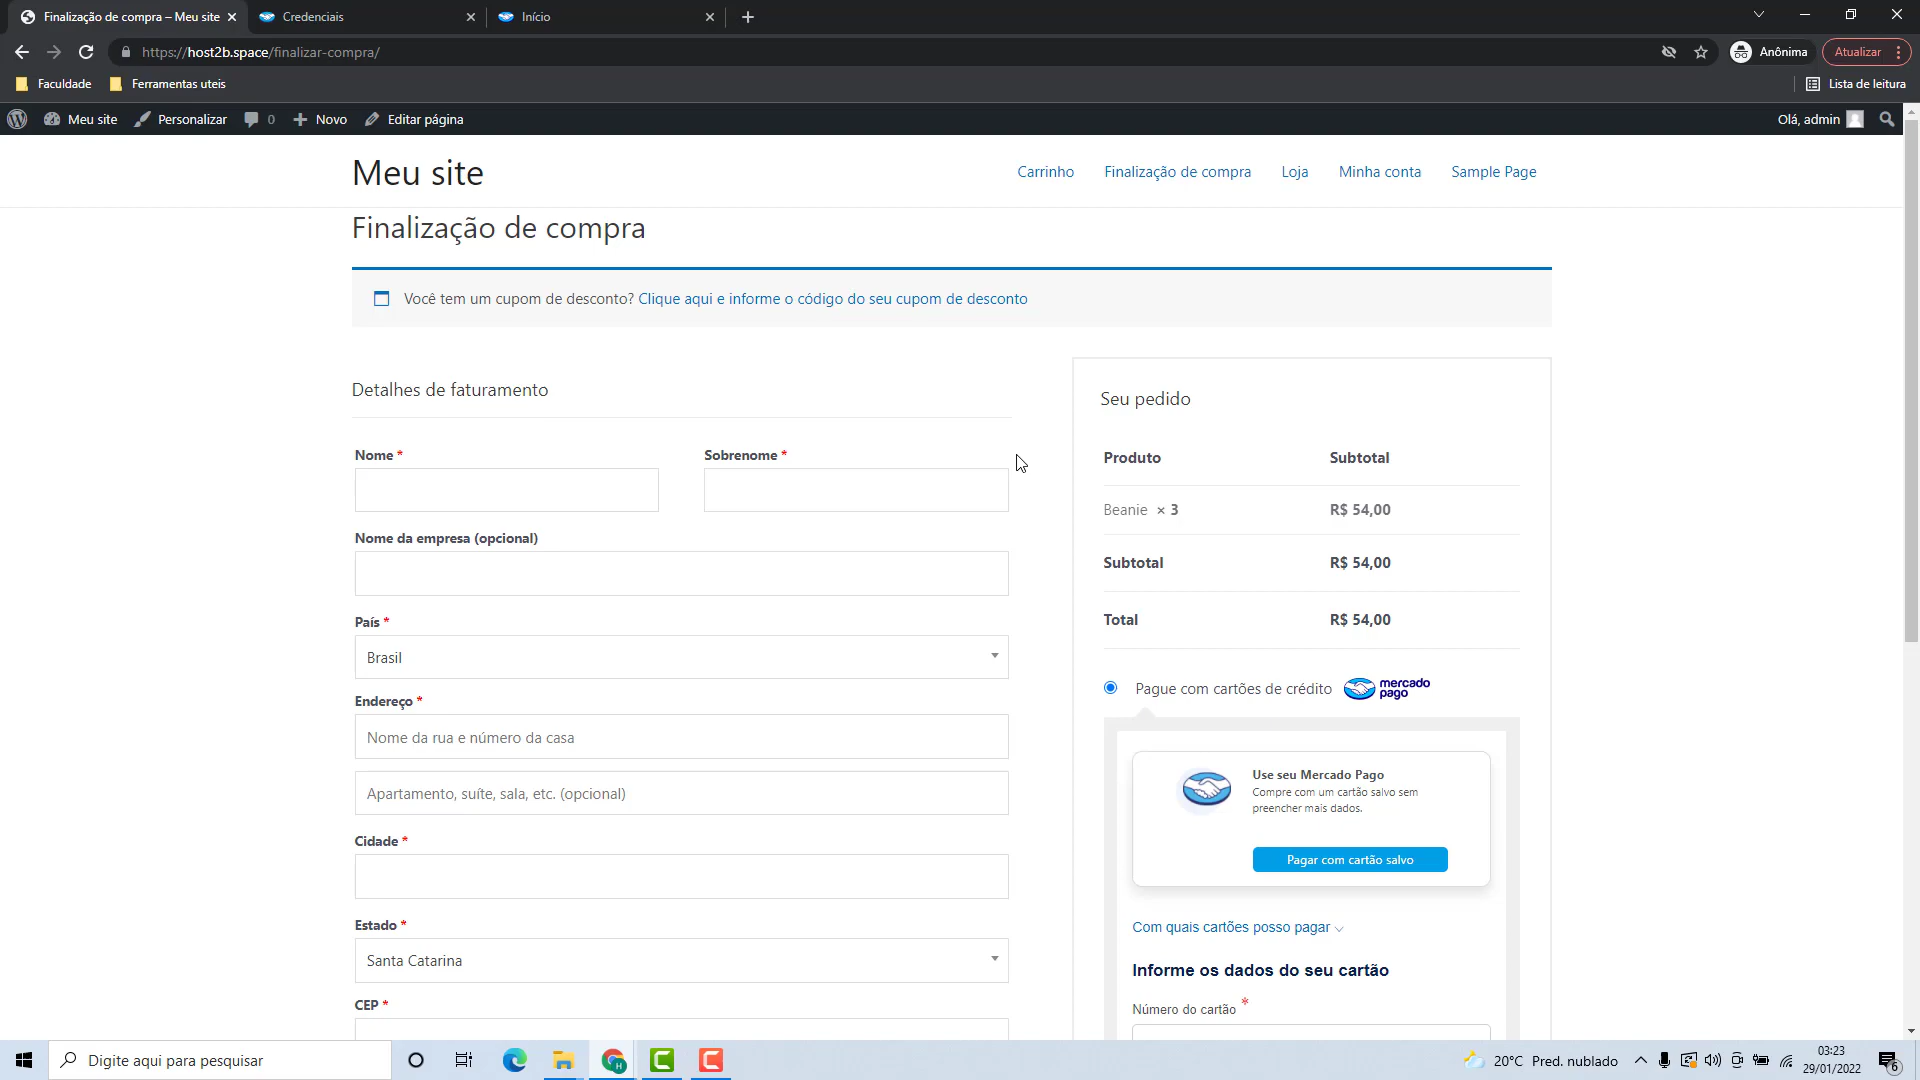 Finalização de compra – Meu site
Credenciais
Início
https://host2b.space/finalizar-compra/
Anônima
Atualizar
Faculdade
Ferramentas uteis
Lista de leitura
Meu site
Personalizar
0
Novo
Editar página
Olá, admin
Meu site
Carrinho
Finalização de compra
Loja
Minha conta
Sample Page
Finalização de compra
Você tem um cupom de desconto? Clique aqui e informe o código do seu cupom de desconto
Detalhes de faturamento
Nome *
Sobrenome *
Nome da empresa (opcional)
País *
Brasil
Endereço *
Nome da rua e número da casa
Apartamento, suíte, sala, etc. (opcional)
Cidade *
Estado *
Santa Catarina
CEP *
Seu pedido
Produto Subtotal
Beanie × 3 R$ 54,00
Subtotal R$ 54,00
Total R$ 54,00
Pague com cartões de crédito
mercado
pago
Use seu Mercado Pago
Compre com um cartão salvo sem
preencher mais dados.
Pagar com cartão salvo
Com quais cartões posso pagar
Informe os dados do seu cartão
Número do cartão *
Digite aqui para pesquisar
20°C Pred. nublado
03:23
29/01/2022
6